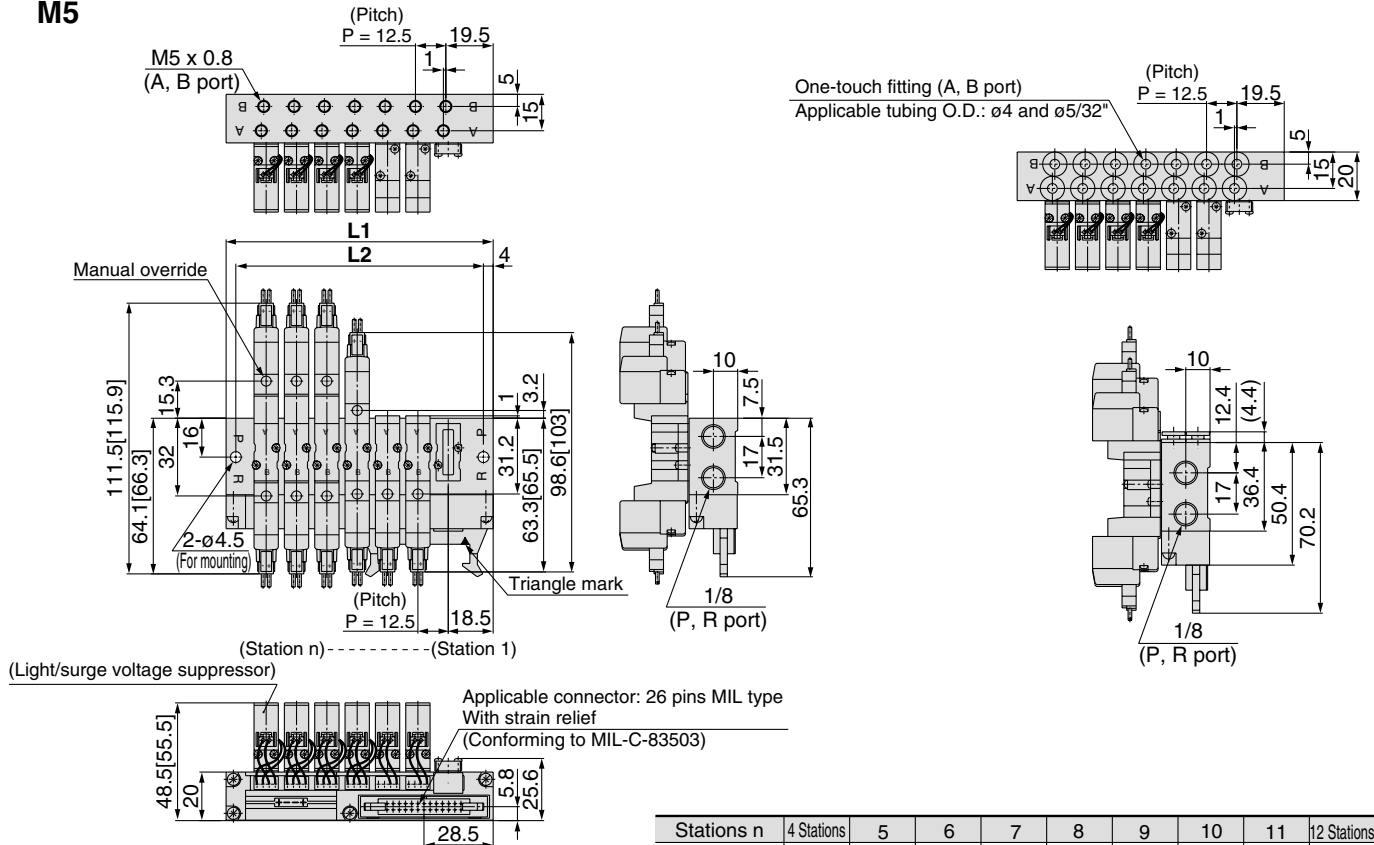 M5
(Pitch)
P = 12.5
19.5
1
M5 x 0.8
(A, B port)
5
15
B
B
A
A
One-touch fitting (A, B port)
Applicable tubing O.D.: ø4 and ø5/32"
(Pitch)
P = 12.5
19.5
1
5
15
20
B
B
A
A
L1
L2
4
Manual override
111.5[115.9]
64.1[66.3]
15.3
32
16
P
R
P
R
1
3.2
31.2
63.3[65.5]
98.6[103]
2-ø4.5
(For mounting)
Triangle mark
(Pitch)
P = 12.5
18.5
(Station n)
(Station 1)
10
7.5
17
31.5
65.3
1/8
(P, R port)
10
12.4
(4.4)
17
36.4
50.4
70.2
1/8
(P, R port)
(Light/surge voltage suppressor)
Applicable connector: 26 pins MIL type
With strain relief
(Conforming to MIL-C-83503)
48.5[55.5]
20
5.8
25.6
28.5
Stations n 4 Stations 5 6 7 8 9 10 11 12 Stations